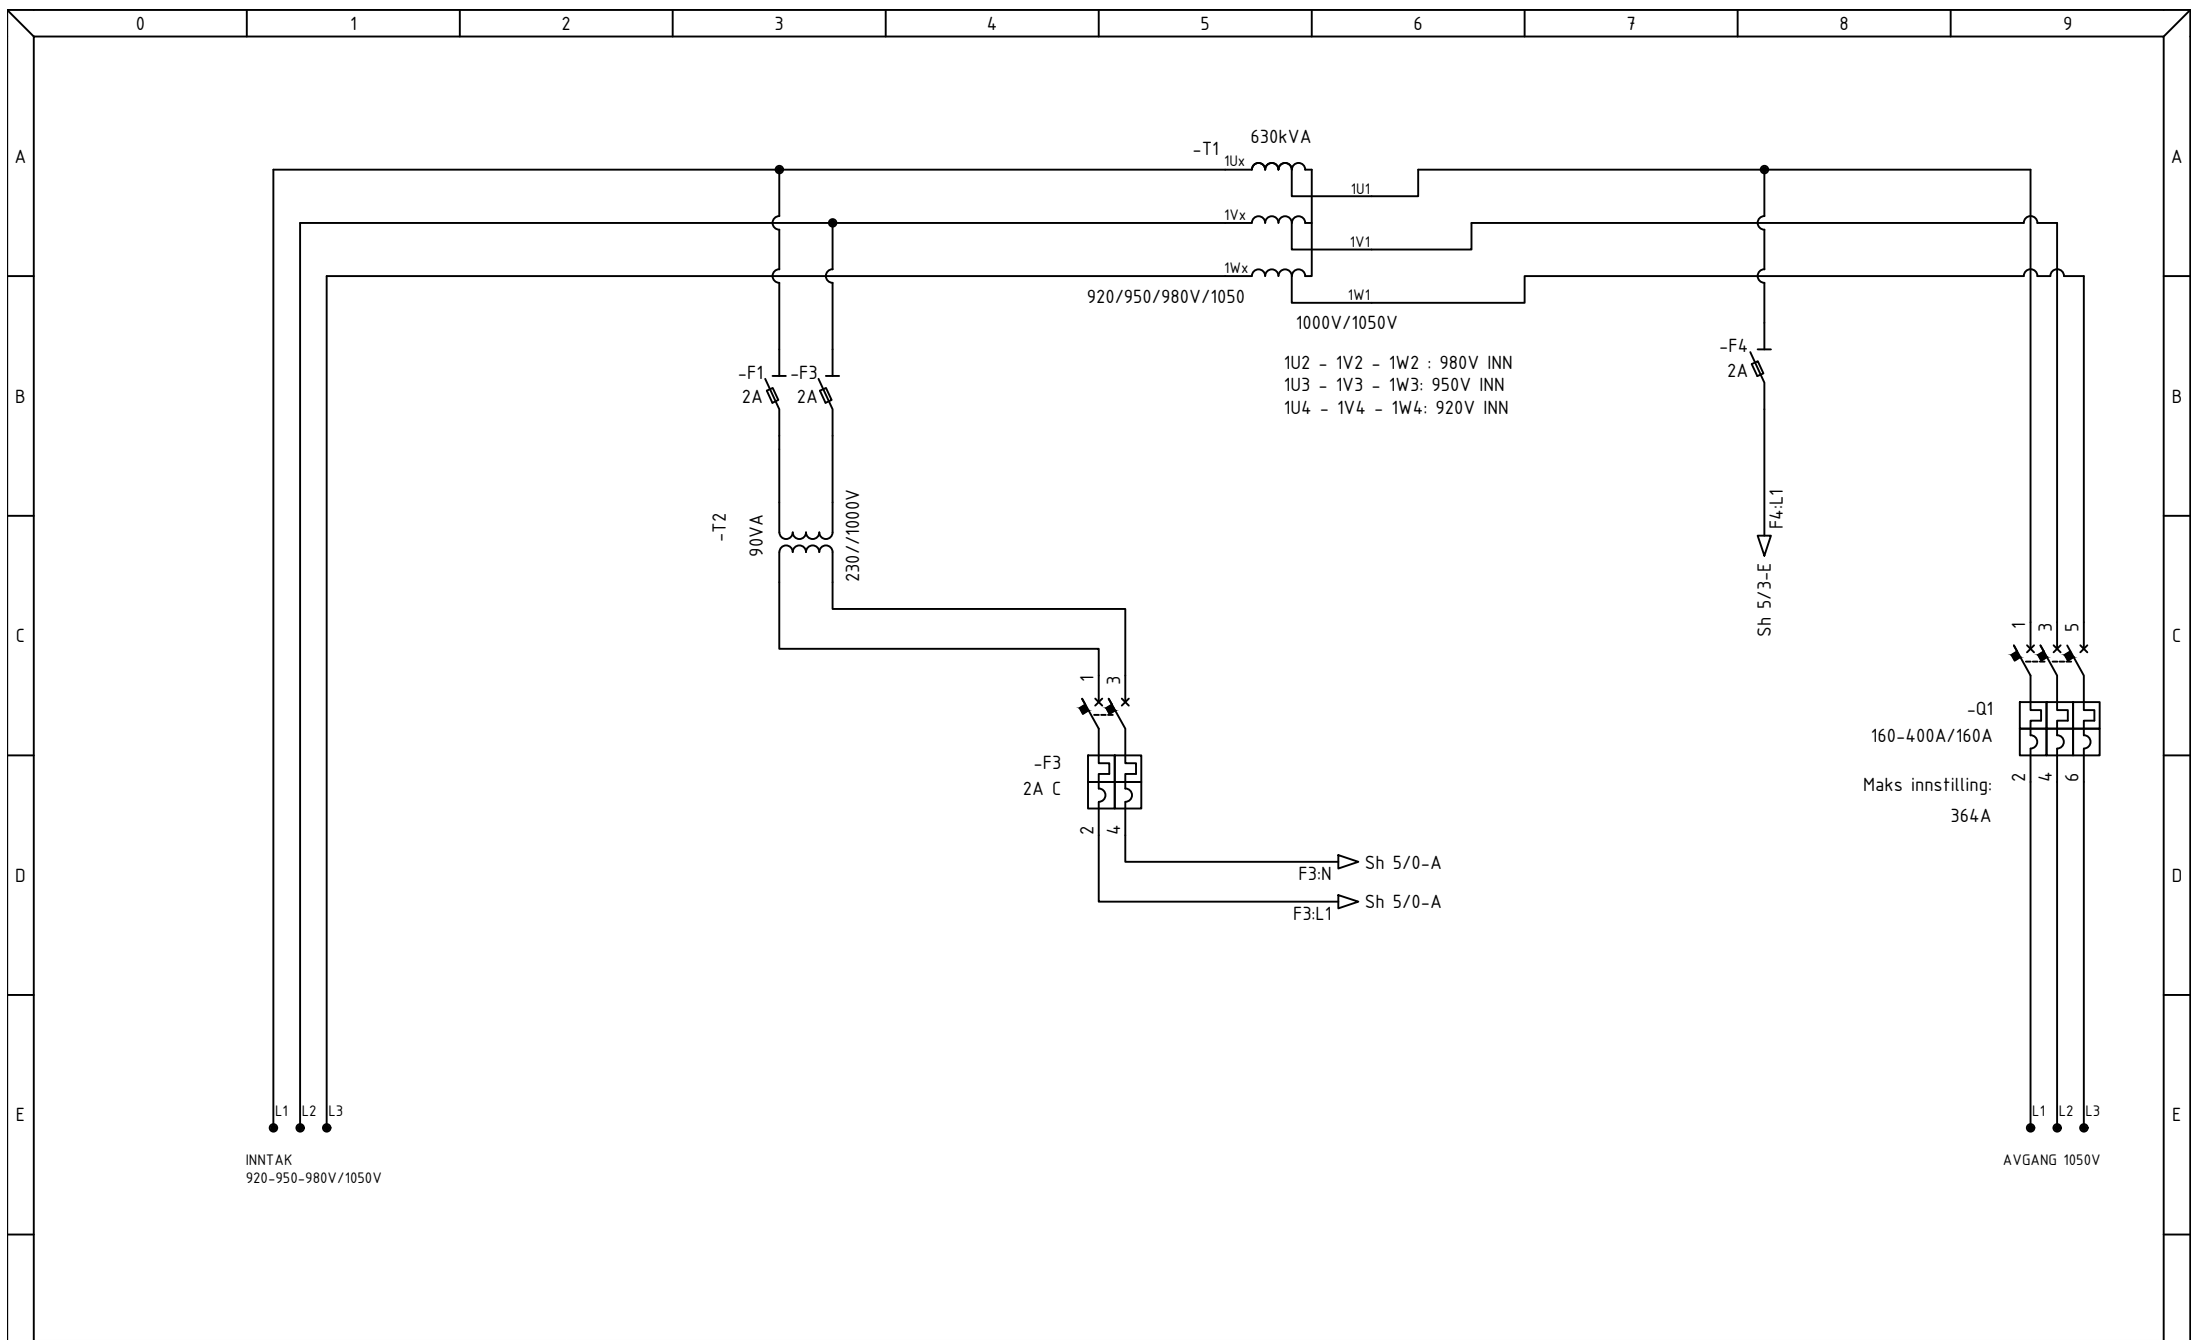 0 1 2 3 4 5 6 7 8 9
A A
630kVA
-T1
1Ux
1U1
1Vx
1V1
1Wx
1W1
920/950/980V/1050
1000V/1050V
1U2 - 1V2 - 1W2 : 980V INN
1U3 - 1V3 - 1W3: 950V INN
1U4 - 1V4 - 1W4: 920V INN
B B
-F1
2A
-F3
2A
-F4
2A
F4:L1
Sh 5/3-E
-T2
90VA
230//1000V
C C
1 3
-F3
2A C
2 4
1 3 5
-Q1
160-400A/160A
2 4 6
Maks innstilling:
364A
D D
F3:N
Sh 5/0-A
F3:L1
Sh 5/0-A
E E
L1 L2 L3
INNTAK
920-950-980V/1050V
L1 L2 L3
AVGANG 1050V